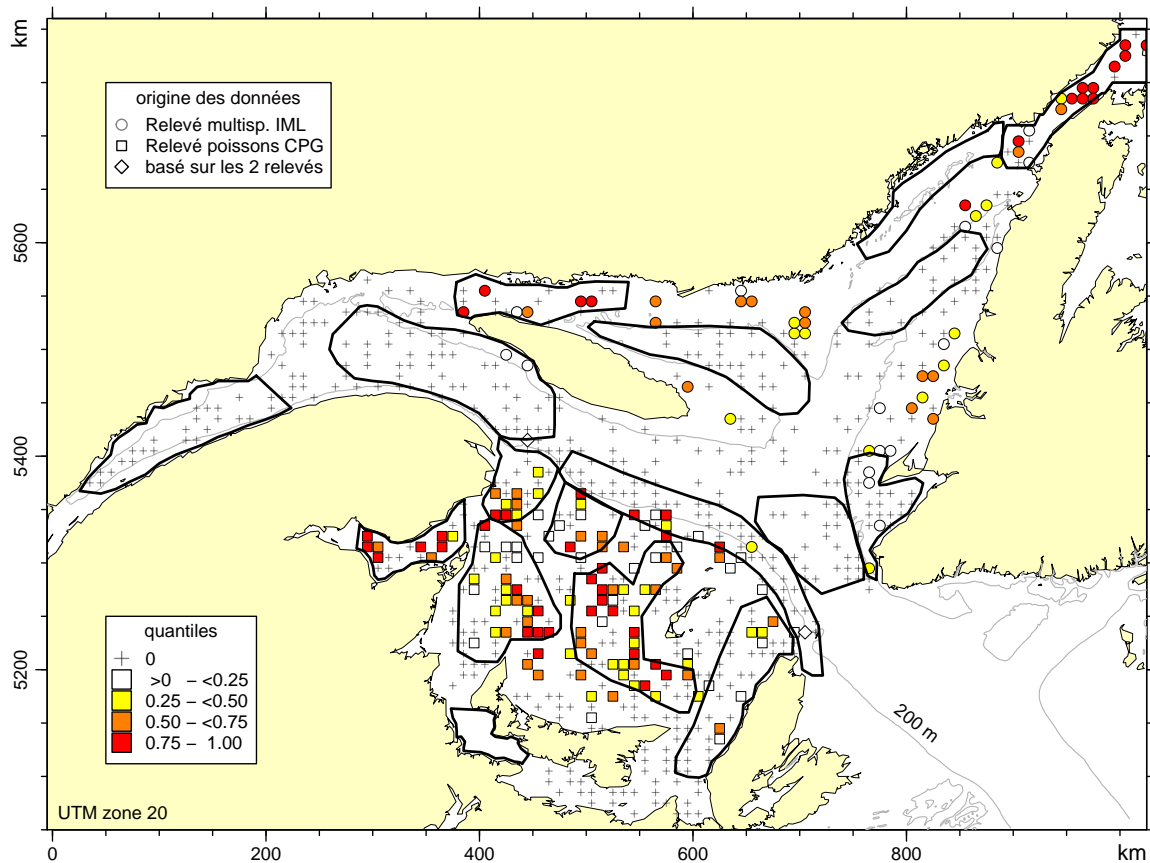 km
5600
5400
5200
origine des données
Relevé multisp. IML
Relevé poissons CPG
basé sur les 2 relevés
quantiles
0
>0 – <0.25
0.25 – <0.50
0.50 – <0.75
0.75 – 1.00
200 m
UTM zone 20
0 200 400 600 800 km